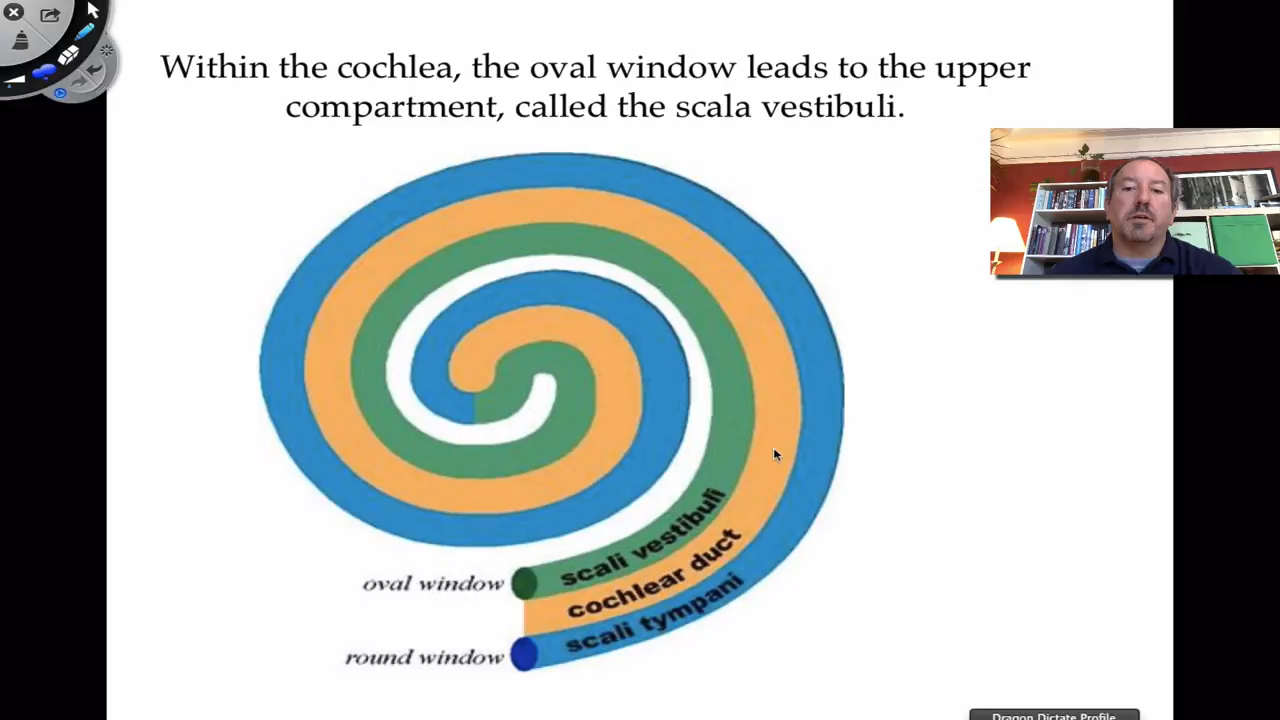 Within the cochlea, the oval window leads to the upper
compartment, called the scala vestibuli.
scali vestibuli
oval window
cochlear duct
scali tympani
round window
Dragon Dictate Profile